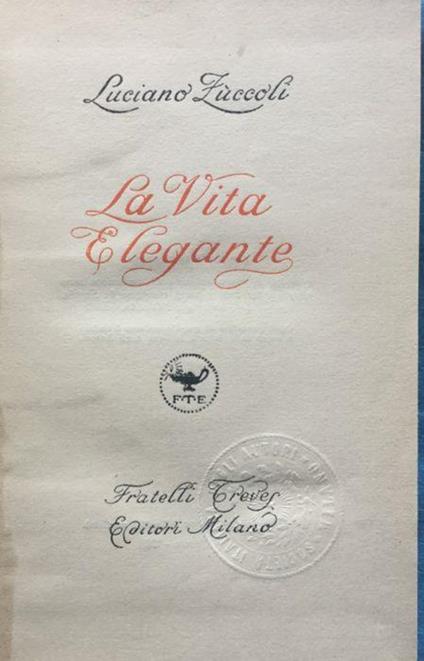 Luciano Zùccoli
La Vita
Elegante
F·T·E
Fratelli Treves
Editori Milano